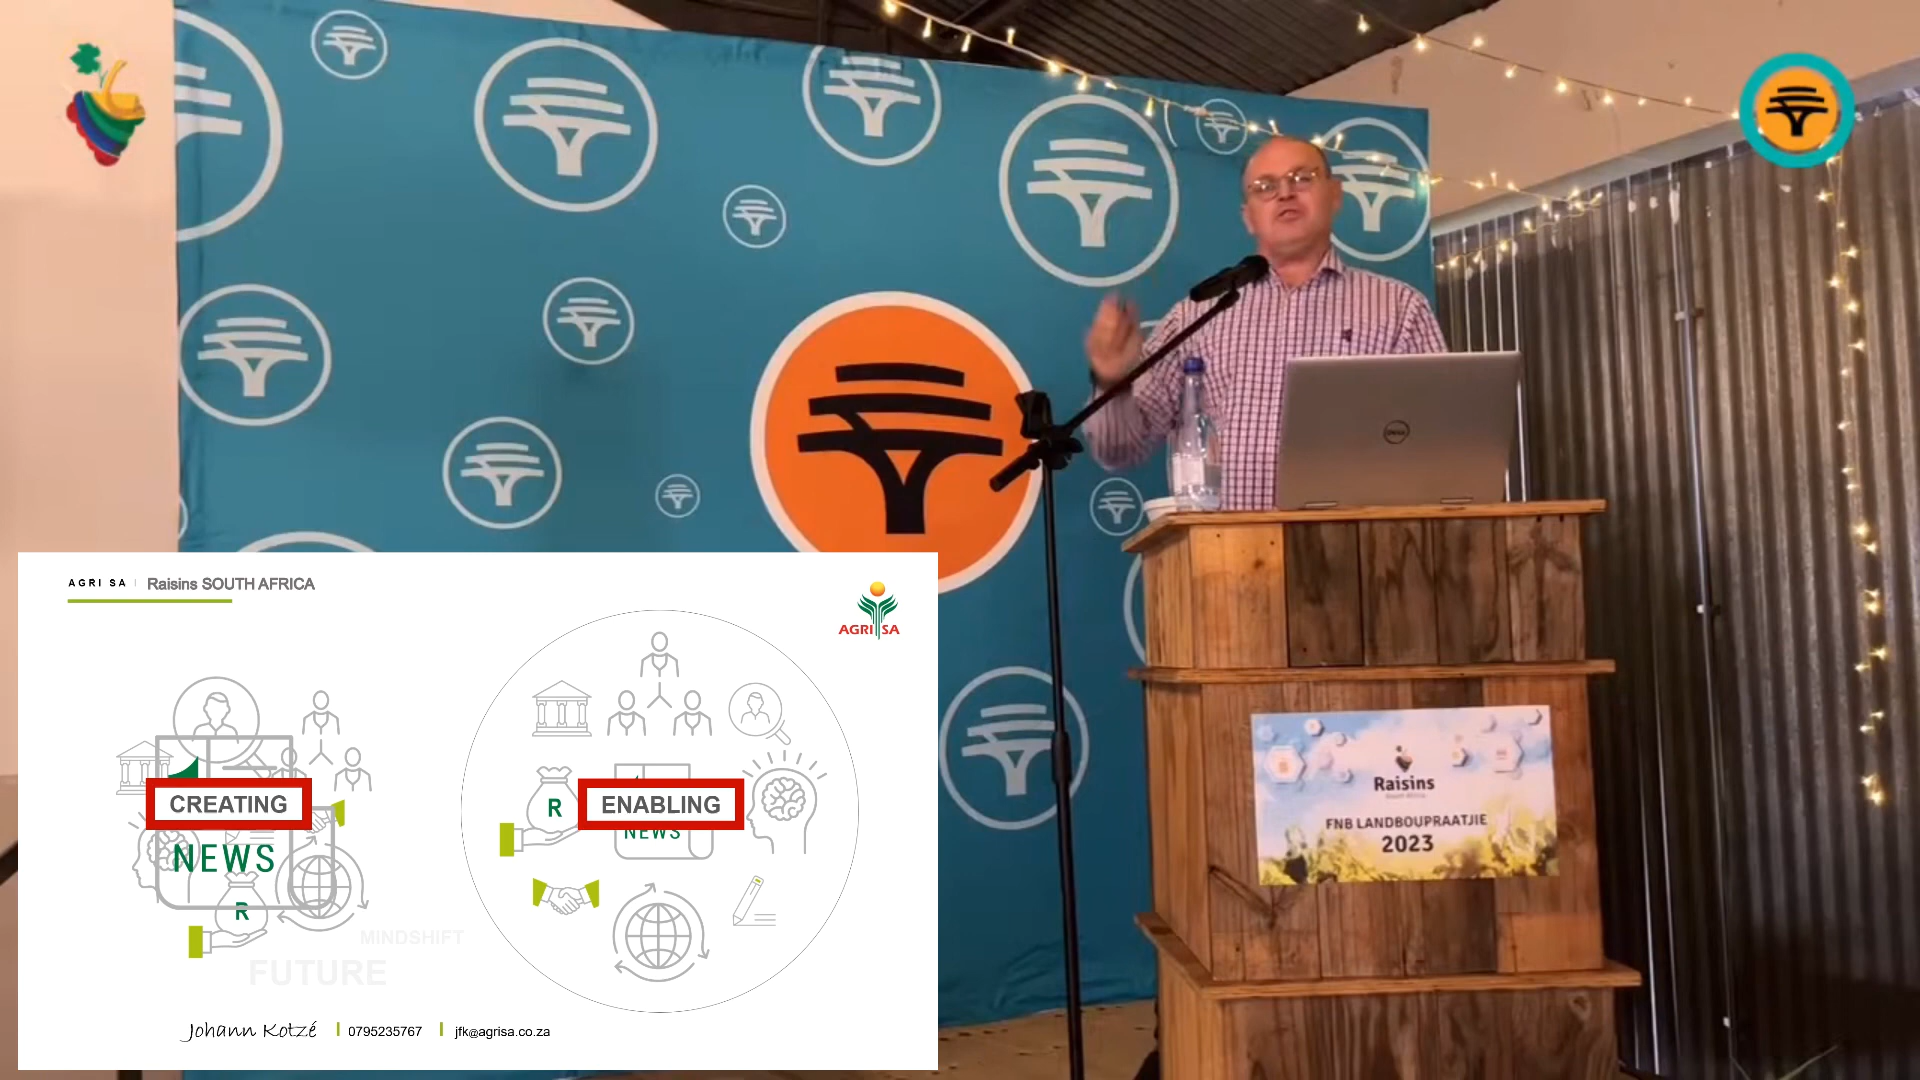 AGRI SA | Raisins SOUTH AFRICA
AGRI SA
CREATING
NEWS
R
R
ENABLING
NEWS
MINDSHIFT
FUTURE
Johann Kotzé | 0795235767 | jfk@agrisa.co.za
DELL
Raisins
South Africa
FNB LANDBOUPRAATJIE
2023